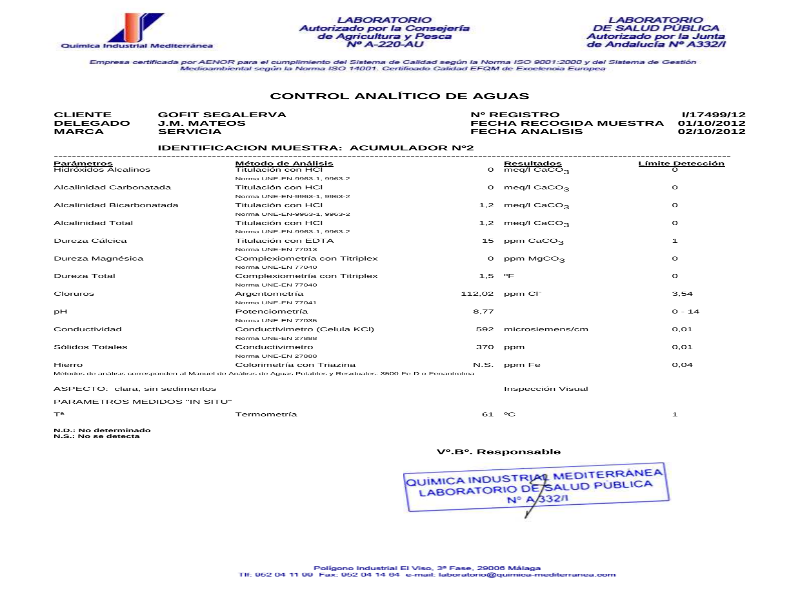 Química Industrial Mediterránea
LABORATORIO
Autorizado por la Consejería
de Agricultura y Pesca
Nº A-220-AU
LABORATORIO
DE SALUD PÚBLICA
Autorizado por la Junta
de Andalucía Nº A332/I
Empresa certificada por AENOR para el cumplimiento del Sistema de Calidad según la Norma ISO 9001:2000 y del Sistema de Gestión
Medioambiental según la Norma ISO 14001. Certificado Calidad EFQM de Excelencia Europea
CONTROL ANALÍTICO DE AGUAS
CLIENTE GOFIT SEGALERVA Nº REGISTRO I/17499/12
DELEGADO J.M. MATEOS FECHA RECOGIDA MUESTRA 01/10/2012
MARCA SERVICIA FECHA ANALISIS 02/10/2012
IDENTIFICACION MUESTRA: ACUMULADOR Nº2
Parámetros Método de Análisis Resultados Límite Detección
Hidróxidos Alcalinos Titulación con HCl 0 meq/l CaCO3 0
Norma UNE-EN 9963-1, 9963-2
Alcalinidad Carbonatada Titulación con HCl 0 meq/l CaCO3 0
Norma UNE-EN-9963-1, 9963-2
Alcalinidad Bicarbonatada Titulación con HCl 1,2 meq/l CaCO3 0
Norma UNE-EN-9963-1, 9963-2
Alcalinidad Total Titulación con HCl 1,2 meq/l CaCO3 0
Norma UNE-EN 9963-1, 9963-2
Dureza Cálcica Titulación con EDTA 15 ppm CaCO3 1
Norma UNE-EN 77013
Dureza Magnésica Complexiometría con Titriplex 0 ppm MgCO3 0
Norma UNE-EN 77040
Dureza Total Complexiometría con Titriplex 1,5 ºF 0
Norma UNE-EN 77040
Cloruros Argentometría 112,02 ppm Cl- 3,54
Norma UNE-EN 77041
pH Potenciometría 8,77 0 - 14
Norma UNE-EN 77035
Conductividad Conductivimetro (Celula KCl) 592 microsiemens/cm 0,01
Norma UNE-EN 27888
Sólidos Totales Conductivimetro 370 ppm 0,01
Norma UNE-EN 27888
Hierro Colorimetría con Triazina N.S. ppm Fe 0,04
Métodos de análisis corresponden al Manual de Análisis de Aguas Potables y Residuales. 3500-Fe D o Fenantrolina
ASPECTO: clara, sin sedimentos Inspección Visual
PARAMETROS MEDIDOS "IN SITU"
Tª Termometría 61 ºC 1
N.D.: No determinado
N.S.: No se detecta
Vº.Bº. Responsable
QUÍMICA INDUSTRIAL MEDITERRÁNEA
LABORATORIO DE SALUD PÚBLICA
Nº A 332/I
Polígono Industrial El Viso, 3ª Fase, 29006 Málaga
Tlf: 952 04 11 99 Fax: 952 04 14 84 e-mail: laboratorio@quimica-mediterranea.com